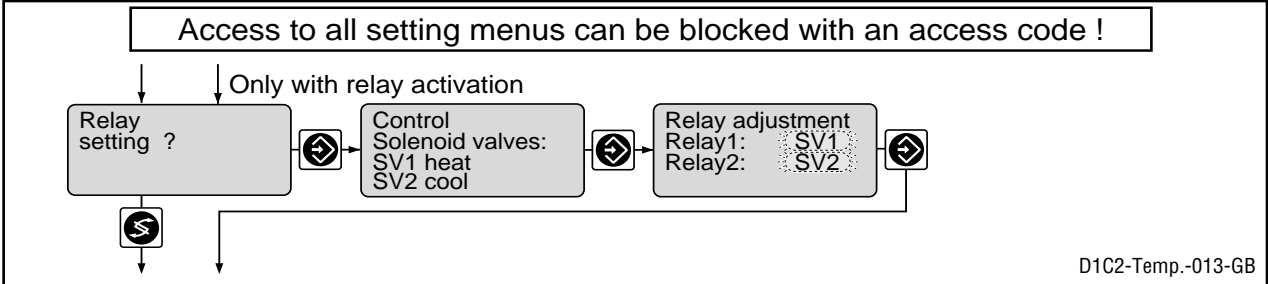 Access to all setting menus can be blocked with an access code !
Only with relay activation
Relay
setting ?
Control
Solenoid valves:
SV1 heat
SV2 cool
Relay adjustment
Relay1: SV1
Relay2: SV2
D1C2-Temp.-013-GB